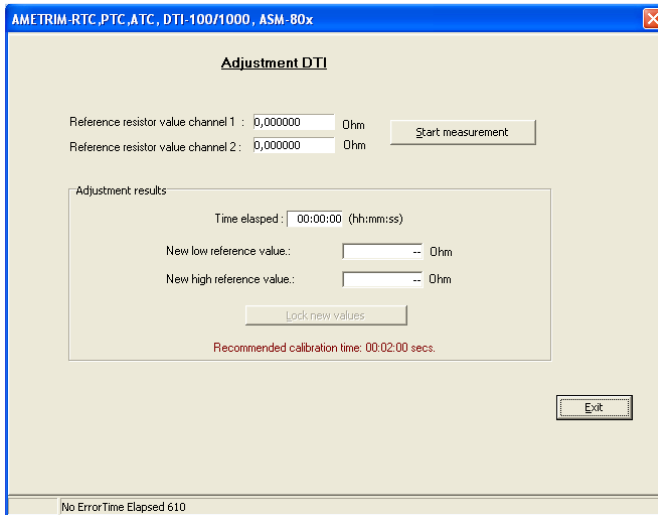 AMETRIM-RTC,PTC,ATC, DTI-100/1000, ASM-80x
Adjustment DTI
Reference resistor value channel 1 : 0,000000 Ohm
Start measurement
Reference resistor value channel 2 : 0,000000 Ohm
Adjustment results
Time elasped : 00:00:00 (hh:mm:ss)
New low reference value.: -- Ohm
New high reference value.: -- Ohm
Lock new values
Recommended calibration time: 00:02:00 secs.
Exit
No ErrorTime Elapsed 610